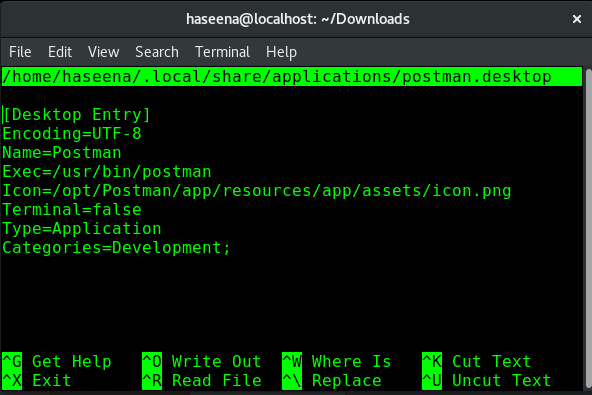 haseena@localhost: ~/Downloads
File Edit View Search Terminal Help
/home/haseena/.local/share/applications/postman.desktop
[Desktop Entry]
Encoding=UTF-8
Name=Postman
Exec=/usr/bin/postman
Icon=/opt/Postman/app/resources/app/assets/icon.png
Terminal=false
Type=Application
Categories=Development;
^G Get Help ^O Write Out ^W Where Is ^K Cut Text
^X Exit ^R Read File ^\ Replace ^U Uncut Text